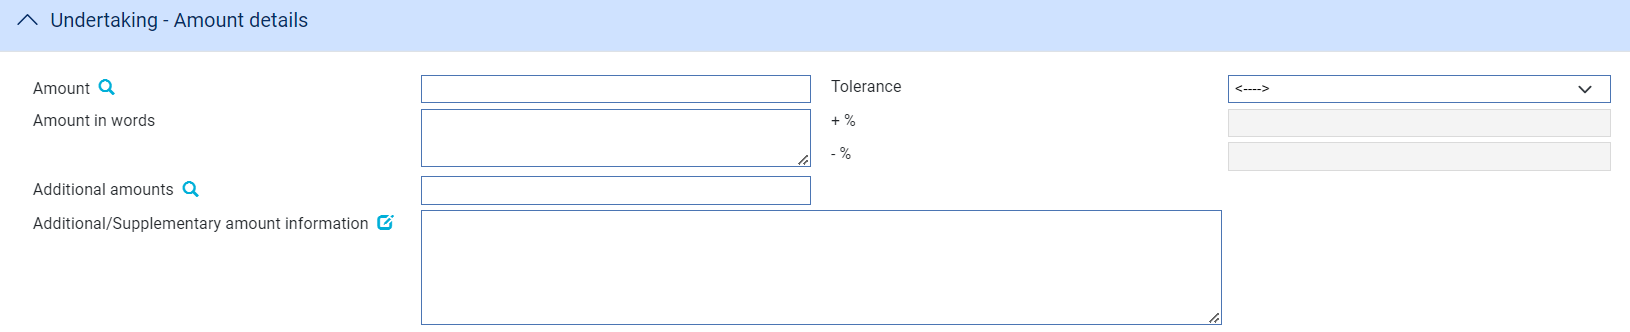 Undertaking - Amount details
Amount
Tolerance
<---->
Amount in words
+ %
- %
Additional amounts
Additional/Supplementary amount information